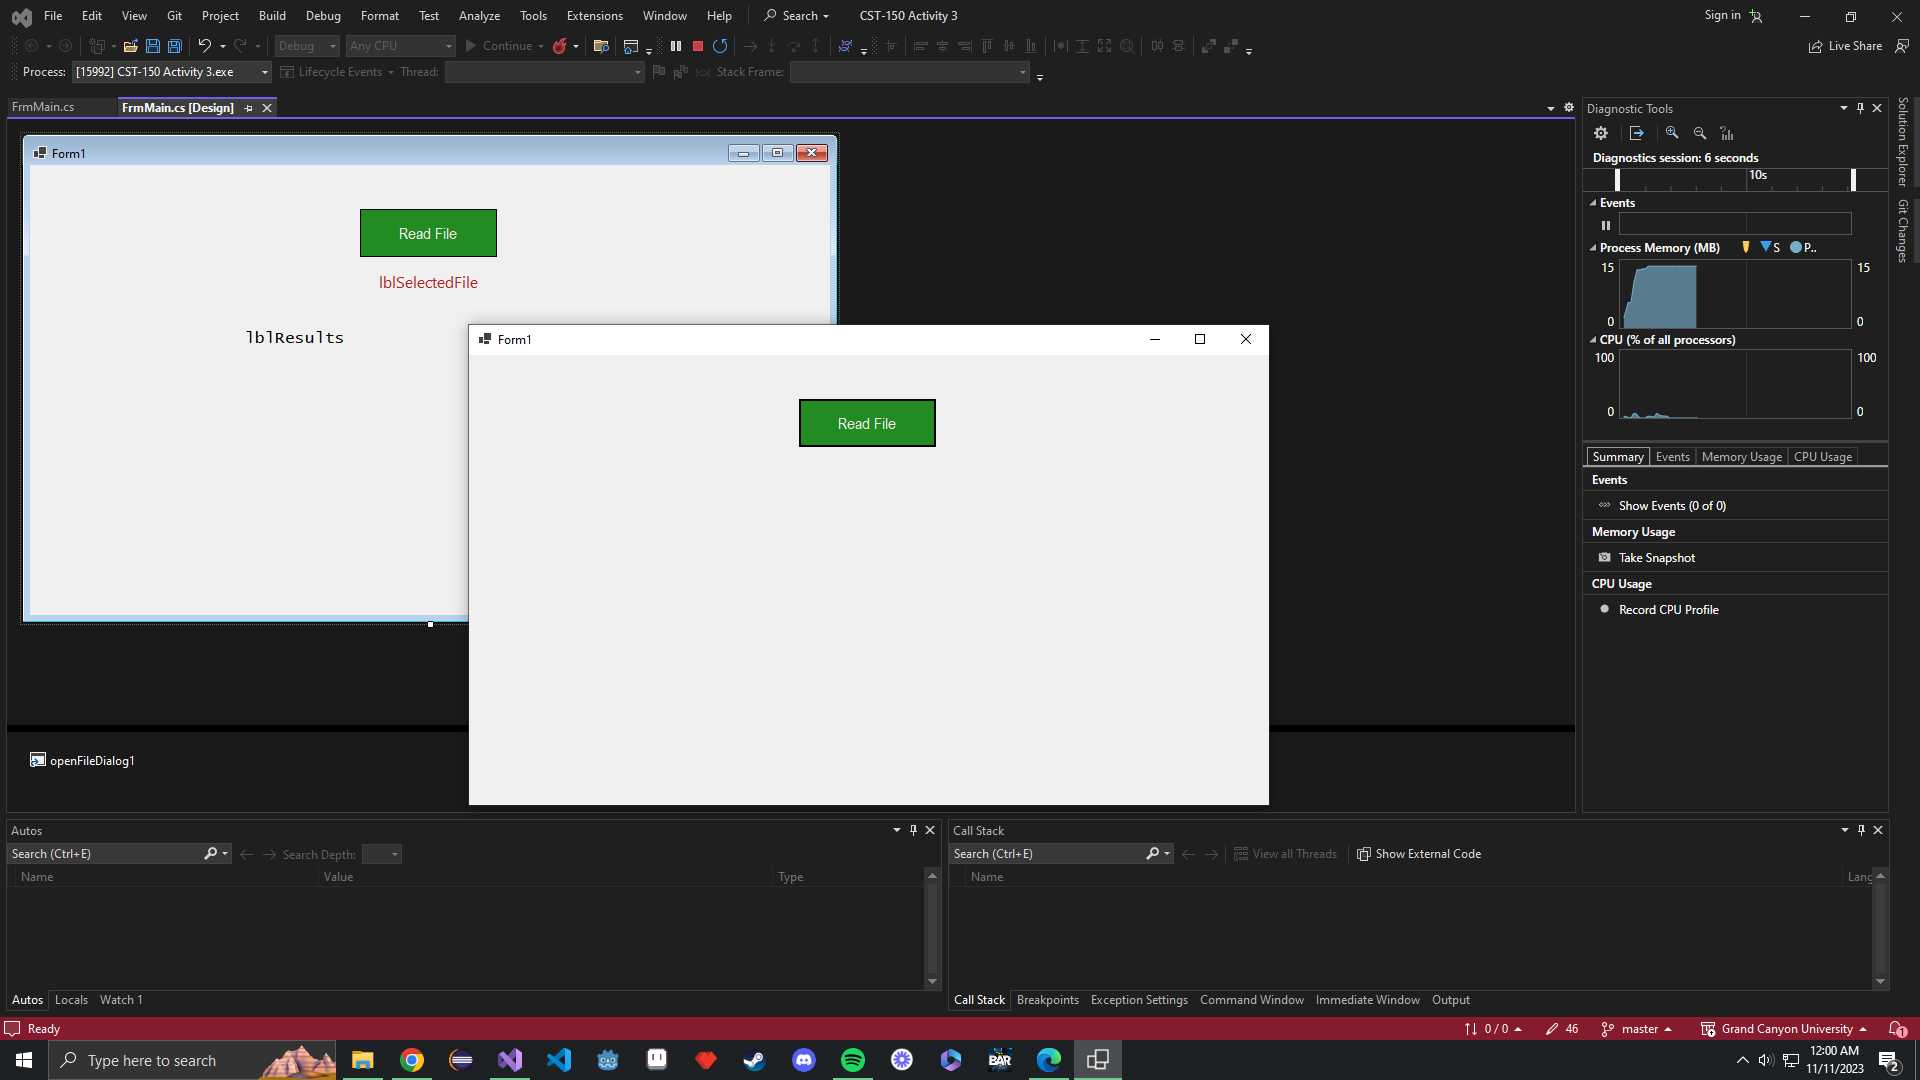 File Edit View Git Project Build Debug Format Test Analyze Tools Extensions Window Help Search CST-150 Activity 3 Sign in
Debug Any CPU Continue Live Share
Process: [15992] CST-150 Activity 3.exe Lifecycle Events Thread: Stack Frame:
FrmMain.cs FrmMain.cs [Design]
Form1
Read File
lblSelectedFile
lblResults
Form1
Read File
openFileDialog1
Diagnostic Tools
Diagnostics session: 6 seconds
10s
Events
Process Memory (MB) S P..
15 15
0 0
CPU (% of all processors)
100 100
0 0
Summary Events Memory Usage CPU Usage
Events
Show Events (0 of 0)
Memory Usage
Take Snapshot
CPU Usage
Record CPU Profile
Solution Explorer
Git Changes
Autos
Search (Ctrl+E) Search Depth:
Name Value Type
Autos Locals Watch 1
Call Stack
Search (Ctrl+E) View all Threads Show External Code
Name Lang
Call Stack Breakpoints Exception Settings Command Window Immediate Window Output
Ready 0 / 0 46 master Grand Canyon University 1
Type here to search BAR 12:00 AM
11/11/2023 2